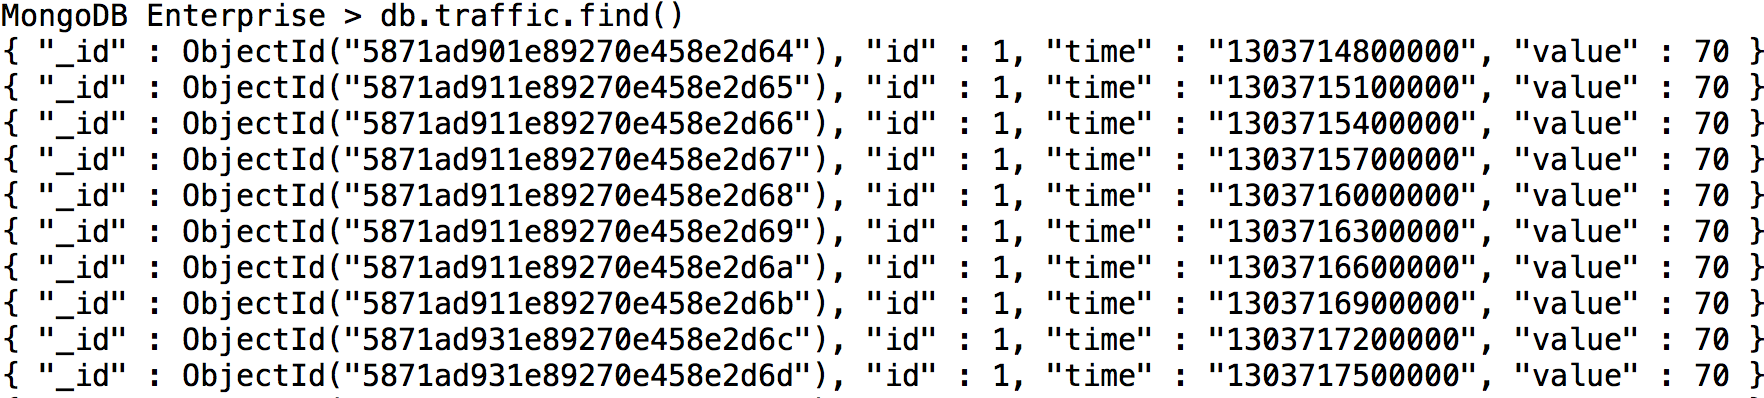 MongoDB Enterprise > db.traffic.find()
{ "_id" : ObjectId("5871ad901e89270e458e2d64"), "id" : 1, "time" : "1303714800000", "value" : 70 }
{ "_id" : ObjectId("5871ad911e89270e458e2d65"), "id" : 1, "time" : "1303715100000", "value" : 70 }
{ "_id" : ObjectId("5871ad911e89270e458e2d66"), "id" : 1, "time" : "1303715400000", "value" : 70 }
{ "_id" : ObjectId("5871ad911e89270e458e2d67"), "id" : 1, "time" : "1303715700000", "value" : 70 }
{ "_id" : ObjectId("5871ad911e89270e458e2d68"), "id" : 1, "time" : "1303716000000", "value" : 70 }
{ "_id" : ObjectId("5871ad911e89270e458e2d69"), "id" : 1, "time" : "1303716300000", "value" : 70 }
{ "_id" : ObjectId("5871ad911e89270e458e2d6a"), "id" : 1, "time" : "1303716600000", "value" : 70 }
{ "_id" : ObjectId("5871ad911e89270e458e2d6b"), "id" : 1, "time" : "1303716900000", "value" : 70 }
{ "_id" : ObjectId("5871ad931e89270e458e2d6c"), "id" : 1, "time" : "1303717200000", "value" : 70 }
{ "_id" : ObjectId("5871ad931e89270e458e2d6d"), "id" : 1, "time" : "1303717500000", "value" : 70 }